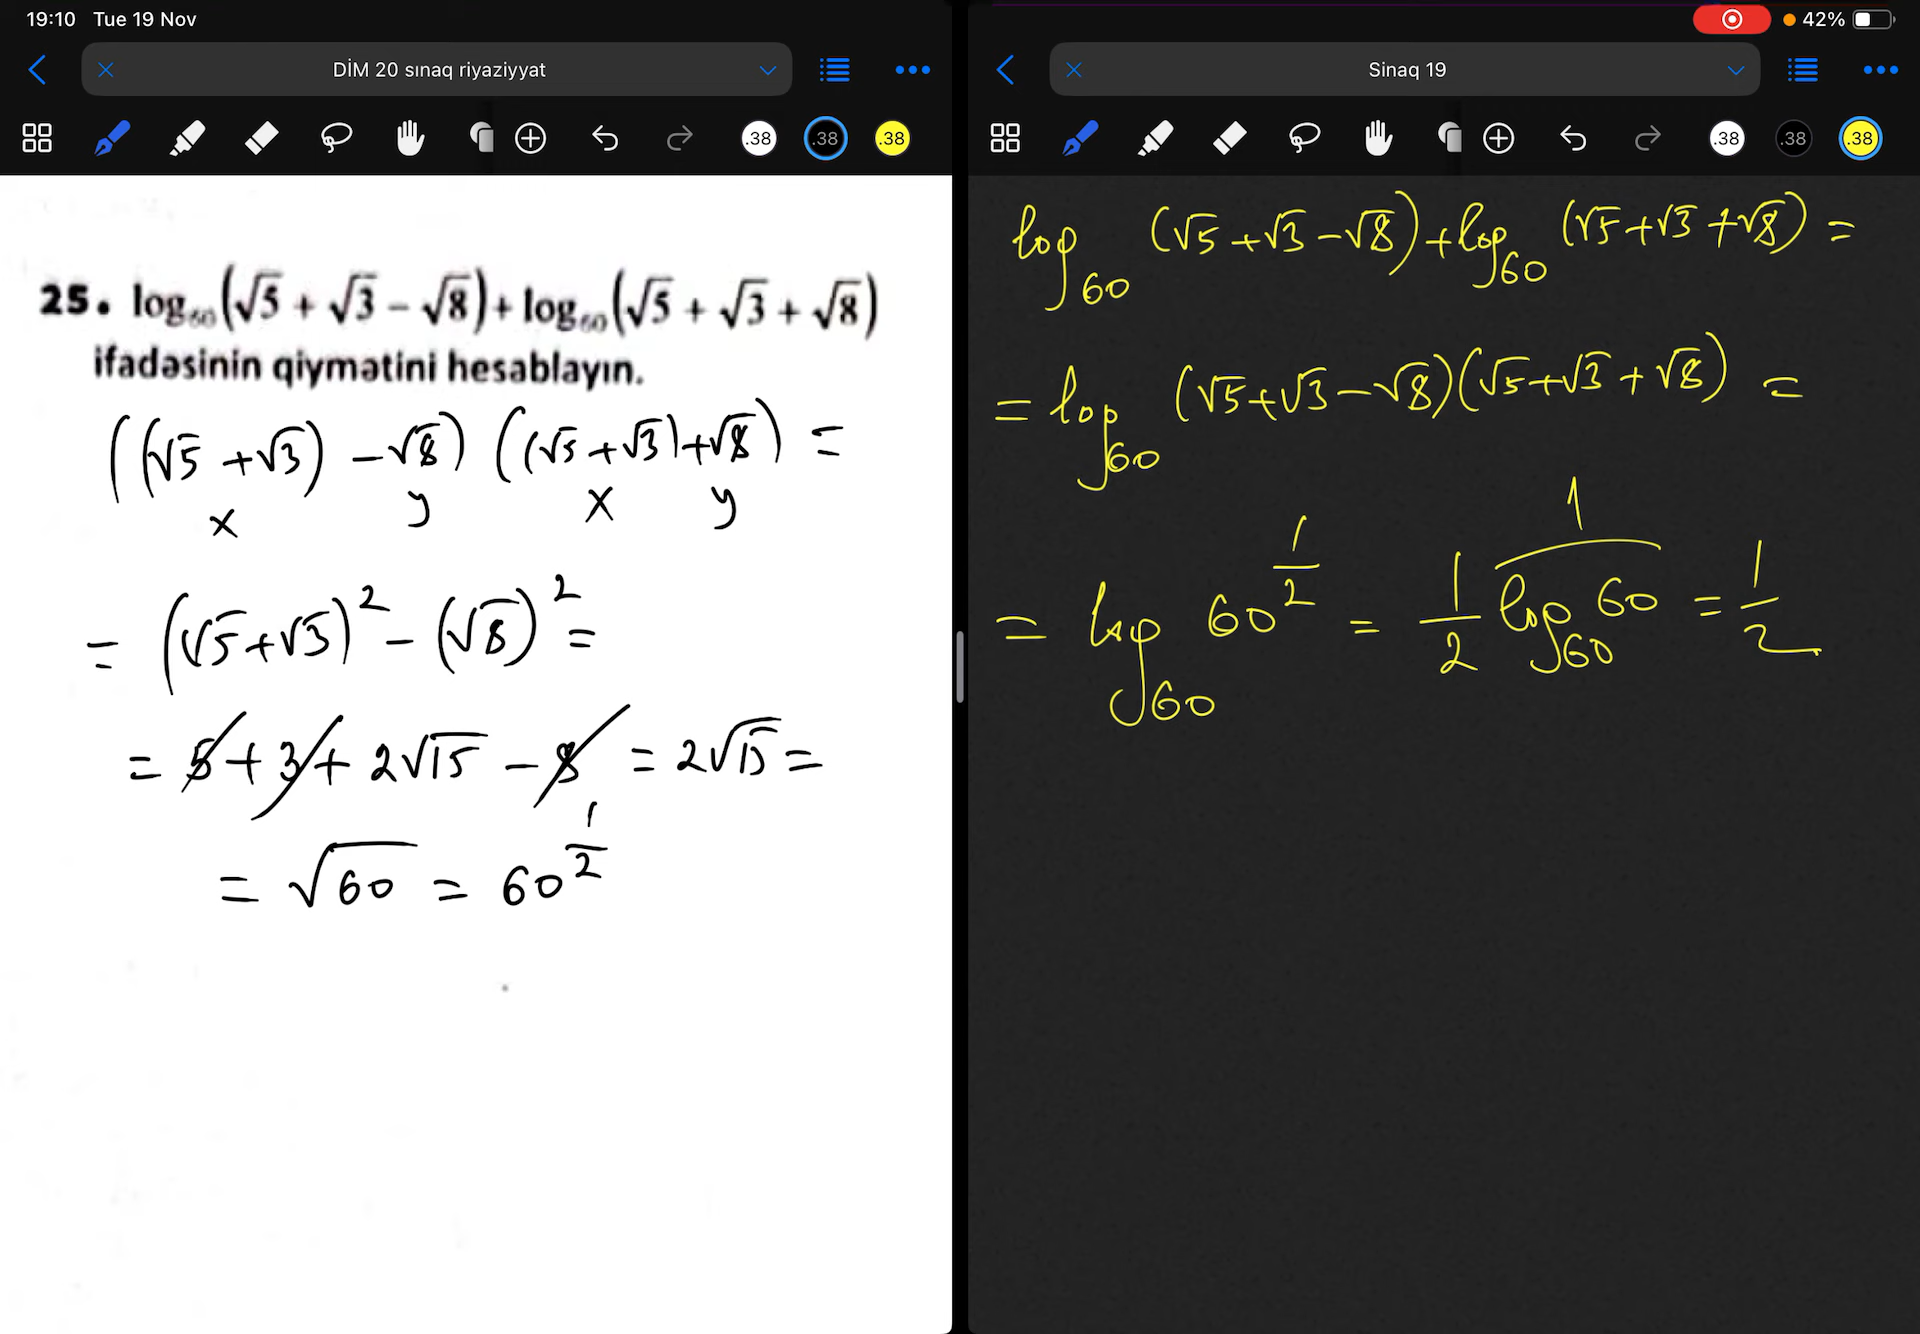 19:10 Tue 19 Nov
42%
DİM 20 sınaq riyaziyyat
Sinaq 19
.38 .38 .38
.38 .38 .38
25. log₆₀(√5 + √3 − √8) + log₆₀(√5 + √3 + √8)
ifadəsinin qiymətini hesablayın.
((√5 + √3) − √8) ((√5 + √3) + √8) =
x y x y
= (√5 + √3)² − (√8)² =
= 5 + 3 + 2√15 − 8 = 2√15 =
= √60 = 60^(1/2)
log₆₀ (√5 + √3 − √8) + log₆₀ (√5 + √3 + √8) =
= log₆₀ (√5 + √3 − √8)(√5 + √3 + √8) =
1
= log₆₀ 60^(1/2) = 1/2 log₆₀ 60 = 1/2